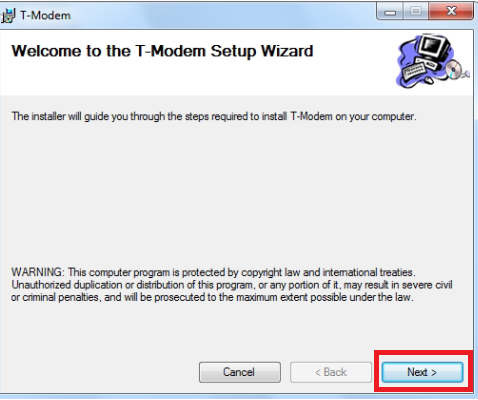 T-Modem
Welcome to the T-Modem Setup Wizard
The installer will guide you through the steps required to install T-Modem on your computer.
WARNING: This computer program is protected by copyright law and international treaties.
Unauthorized duplication or distribution of this program, or any portion of it, may result in severe civil
or criminal penalties, and will be prosecuted to the maximum extent possible under the law.
Cancel < Back Next >